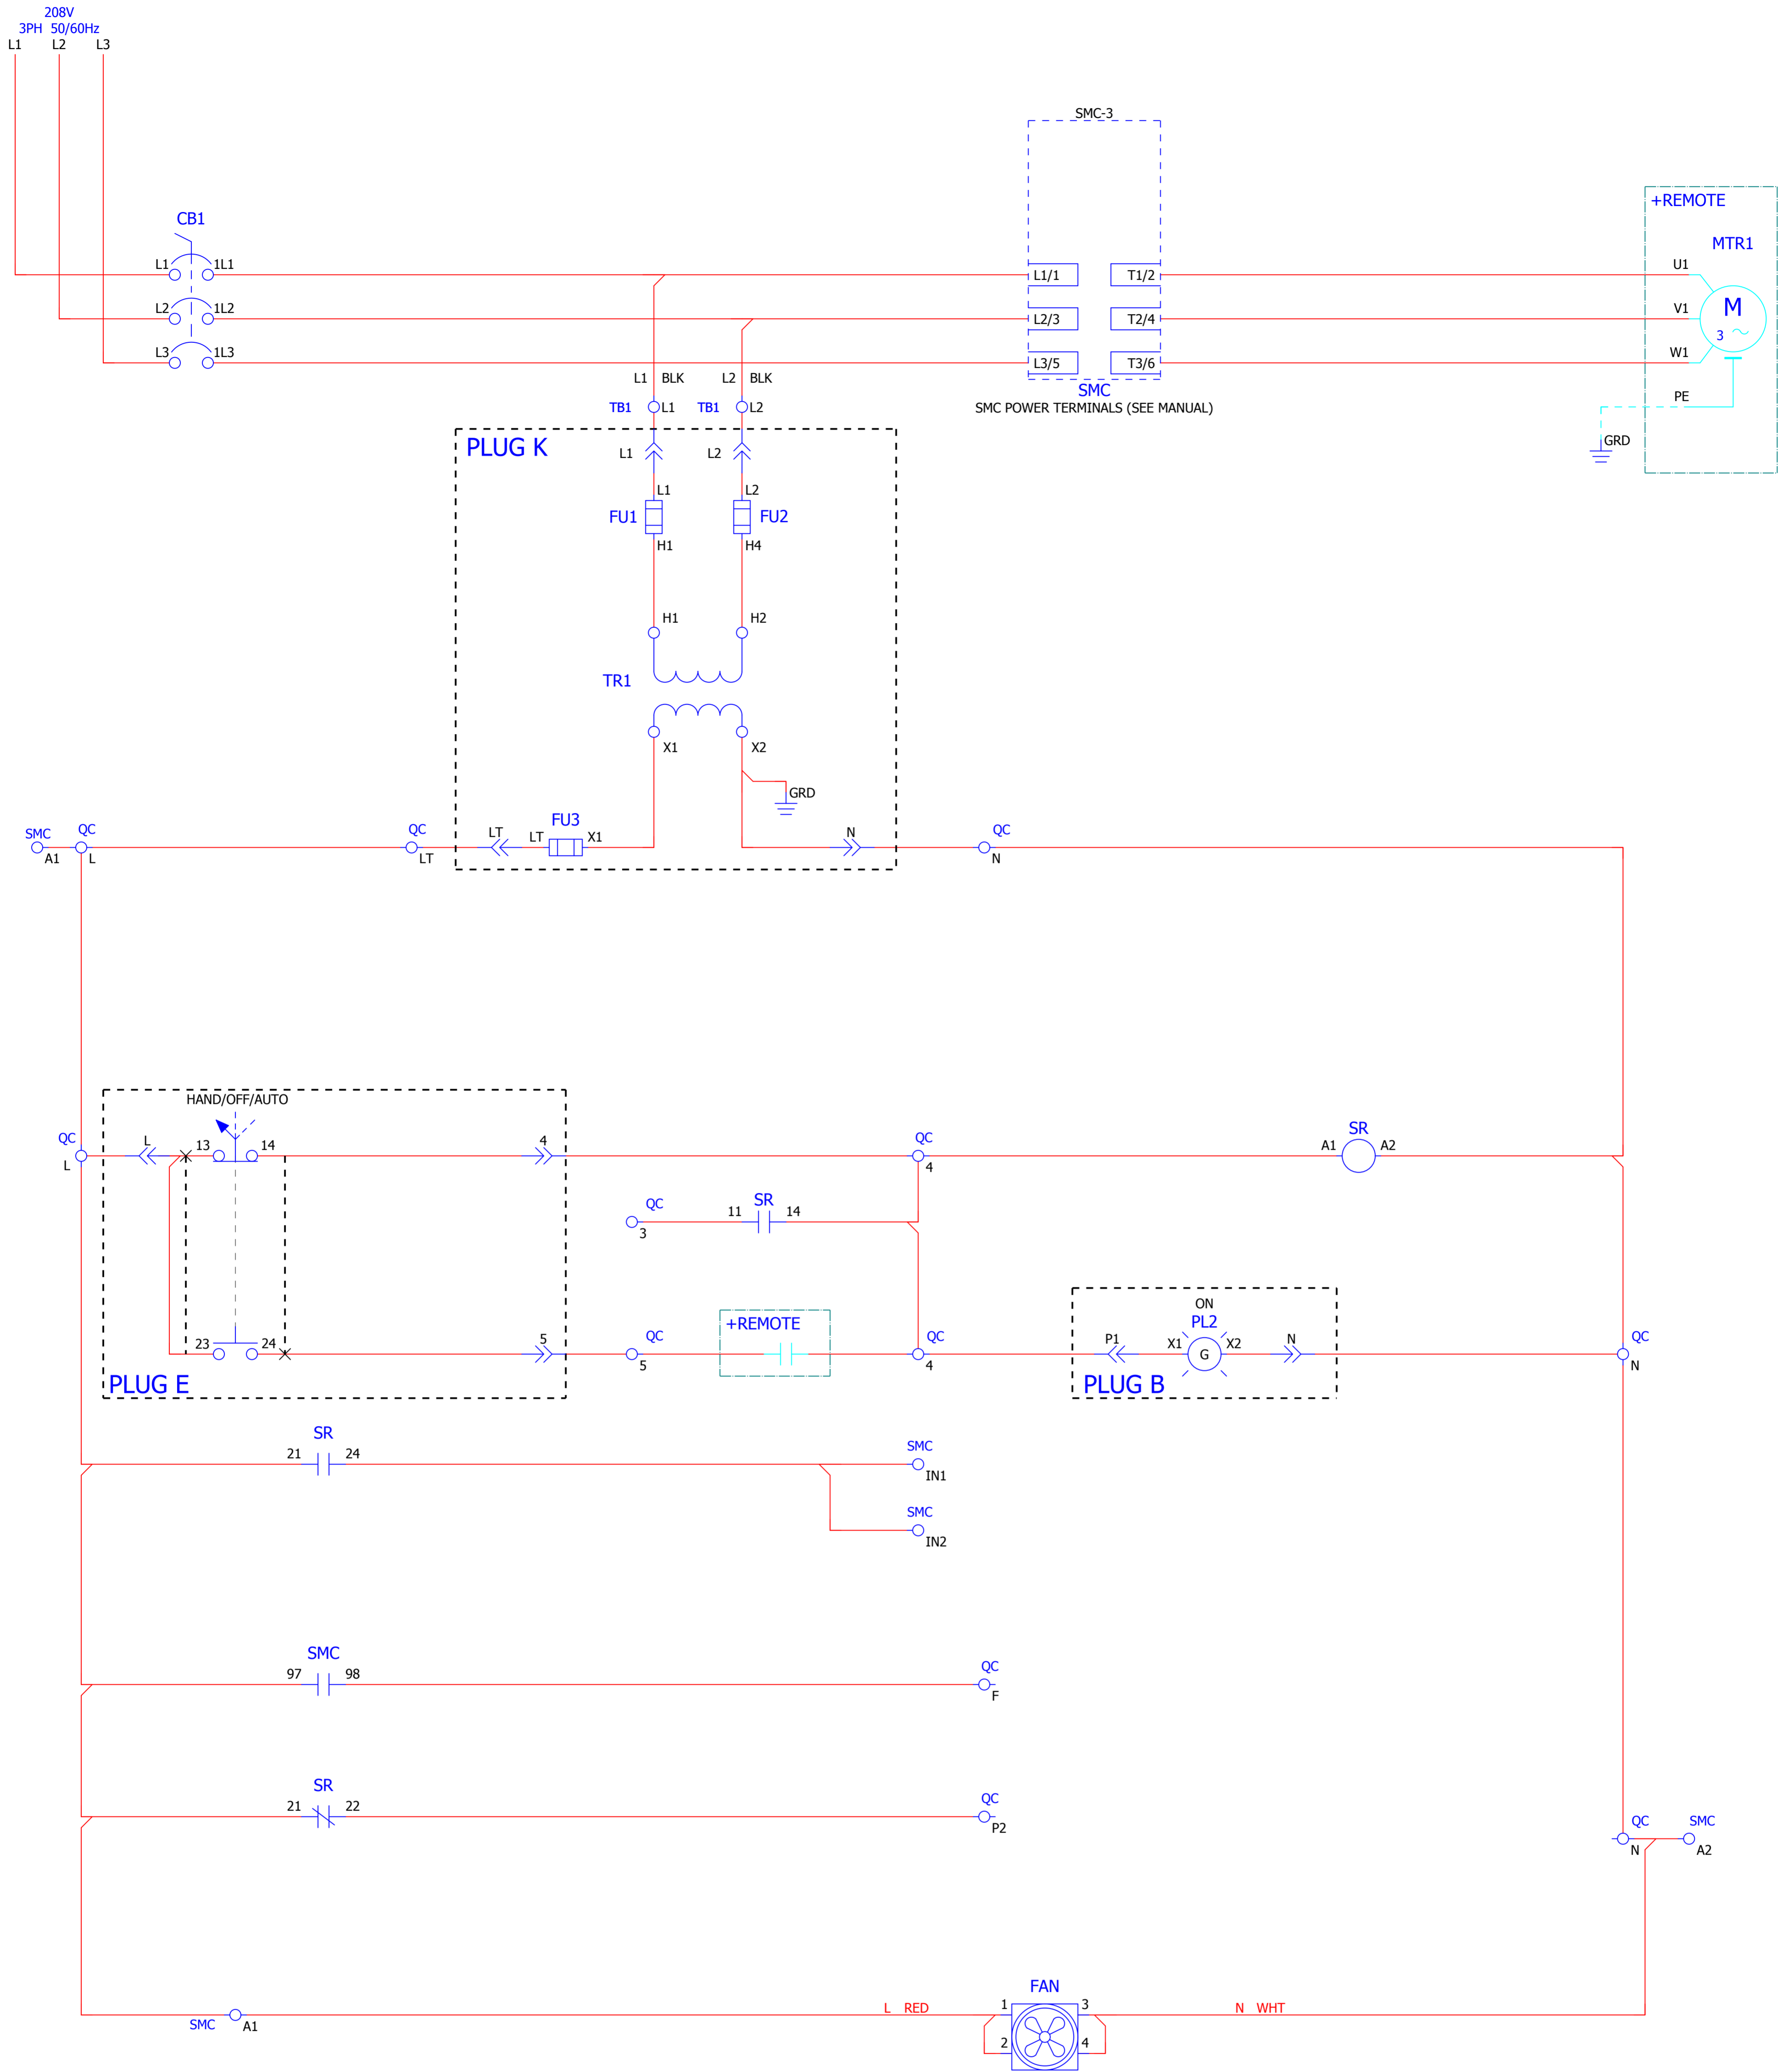 208V
3PH 50/60Hz
L1 L2 L3
SMC-3
+REMOTE
CB1
MTR1
L1 1L1 L1/1 T1/2 U1
L2 1L2 L2/3 T2/4 V1
M
3
L3 1L3 L3/5 T3/6 W1
L1 BLK L2 BLK
SMC
PE
TB1 L1 TB1 L2
SMC POWER TERMINALS (SEE MANUAL)
GRD
PLUG K
L1 L2
L1 L2
FU1 FU2
H1 H4
H1 H2
TR1
X1 X2
GRD
FU3
SMC QC QC LT LT X1 N QC
A1 L LT N
HAND/OFF/AUTO
QC L 13 14 4 QC SR
L 4 A1 A2
QC SR
3 11 14
+REMOTE
ON
PL2
23 24 5 QC QC P1 X1 G X2 N QC
5 4 N
PLUG E
PLUG B
SR
21 24 SMC
IN1
SMC
IN2
SMC
97 98 QC
F
SR
21 22 QC
P2
QC SMC
N A2
FAN
L RED 1 3 N WHT
SMC A1
2 4